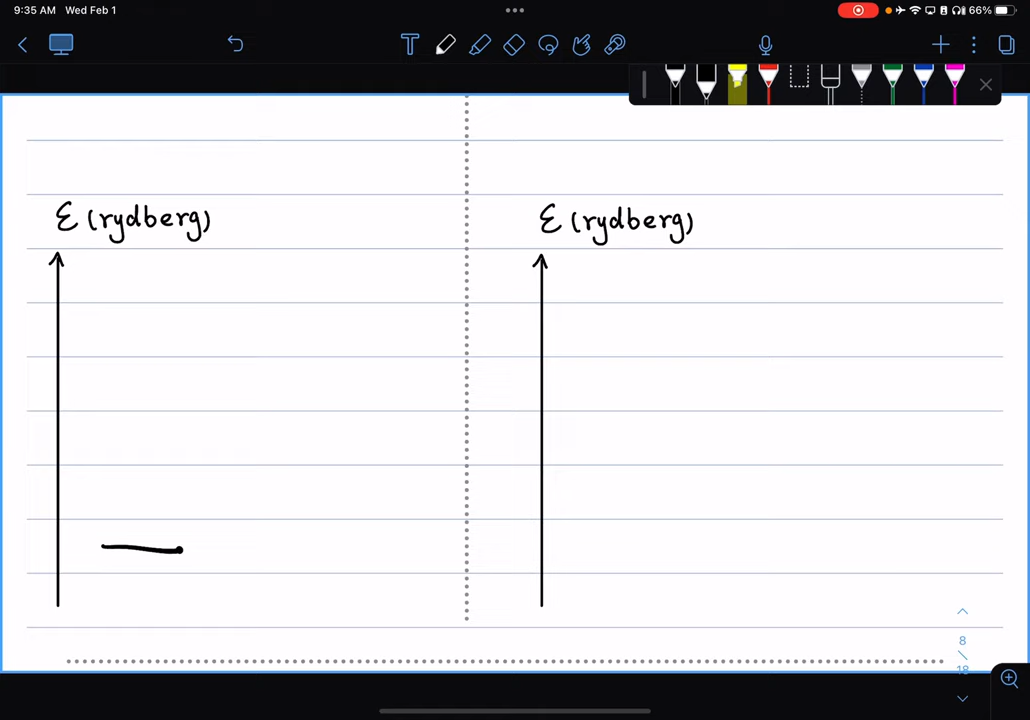 9:35 AM Wed Feb 1
66%
T
ℰ (rydberg)
ℰ (rydberg)
8
18